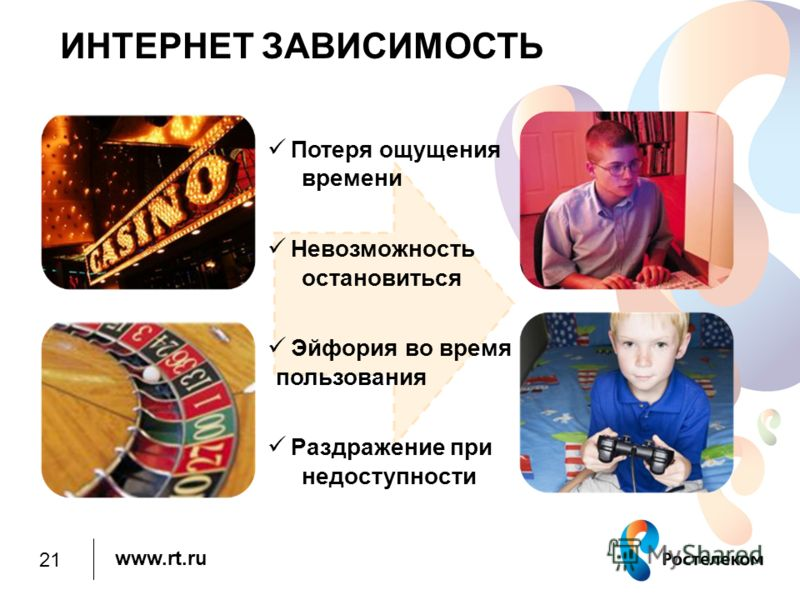 ИНТЕРНЕТ ЗАВИСИМОСТЬ
CASINO
✓ Потеря ощущения
времени
✓ Невозможность
остановиться
✓ Эйфория во время
пользования
✓ Раздражение при
недоступности
21
www.rt.ru
MyShared
Ростелеком